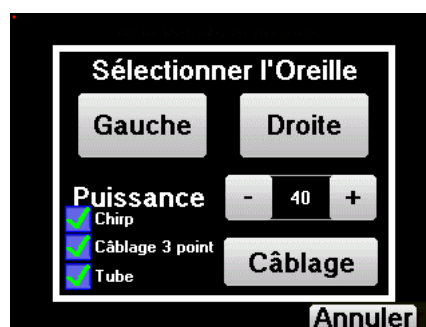 Sélectionner l'Oreille
Gauche Droite
Puissance - 40 +
Chirp
Câblage 3 point
Câblage
Tube
Annuler